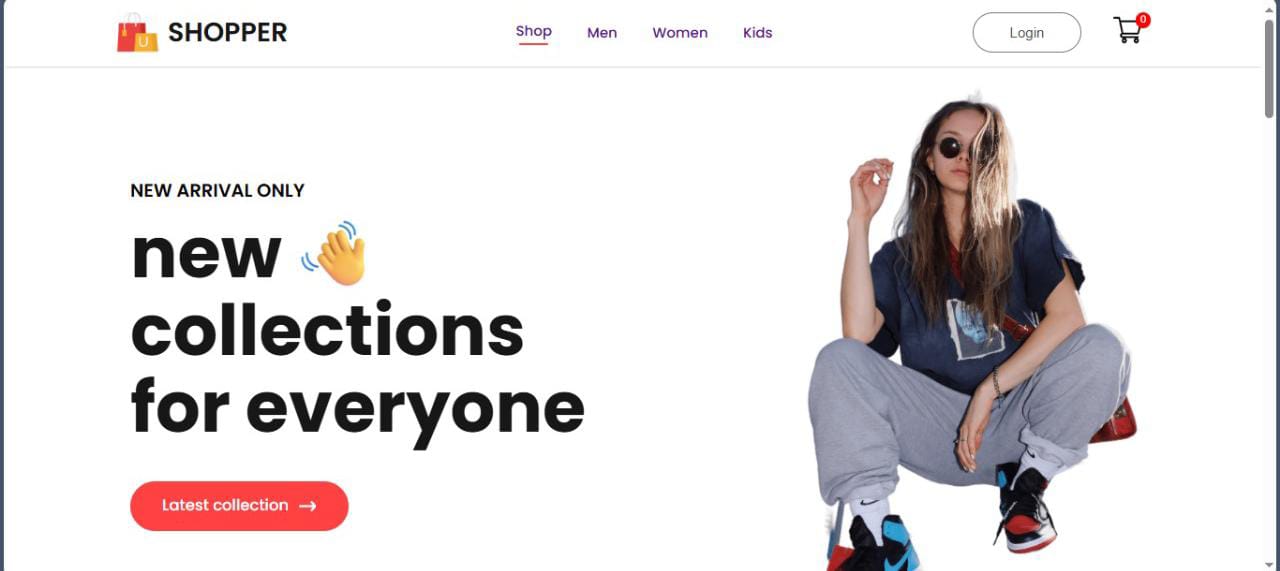 SHOPPER
Shop
Men
Women
Kids
Login
0
NEW ARRIVAL ONLY
new 👋
collections
for everyone
Latest collection →